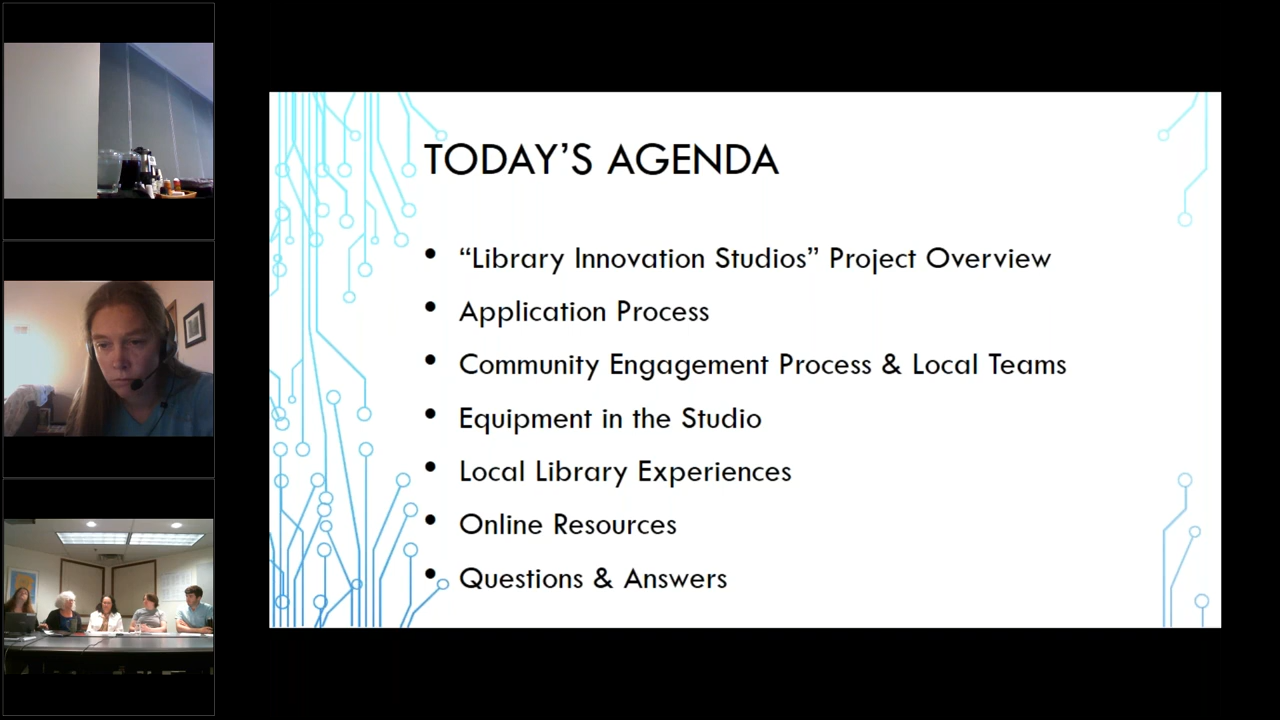 TODAY’S AGENDA
• “Library Innovation Studios” Project Overview
• Application Process
• Community Engagement Process & Local Teams
• Equipment in the Studio
• Local Library Experiences
• Online Resources
• Questions & Answers